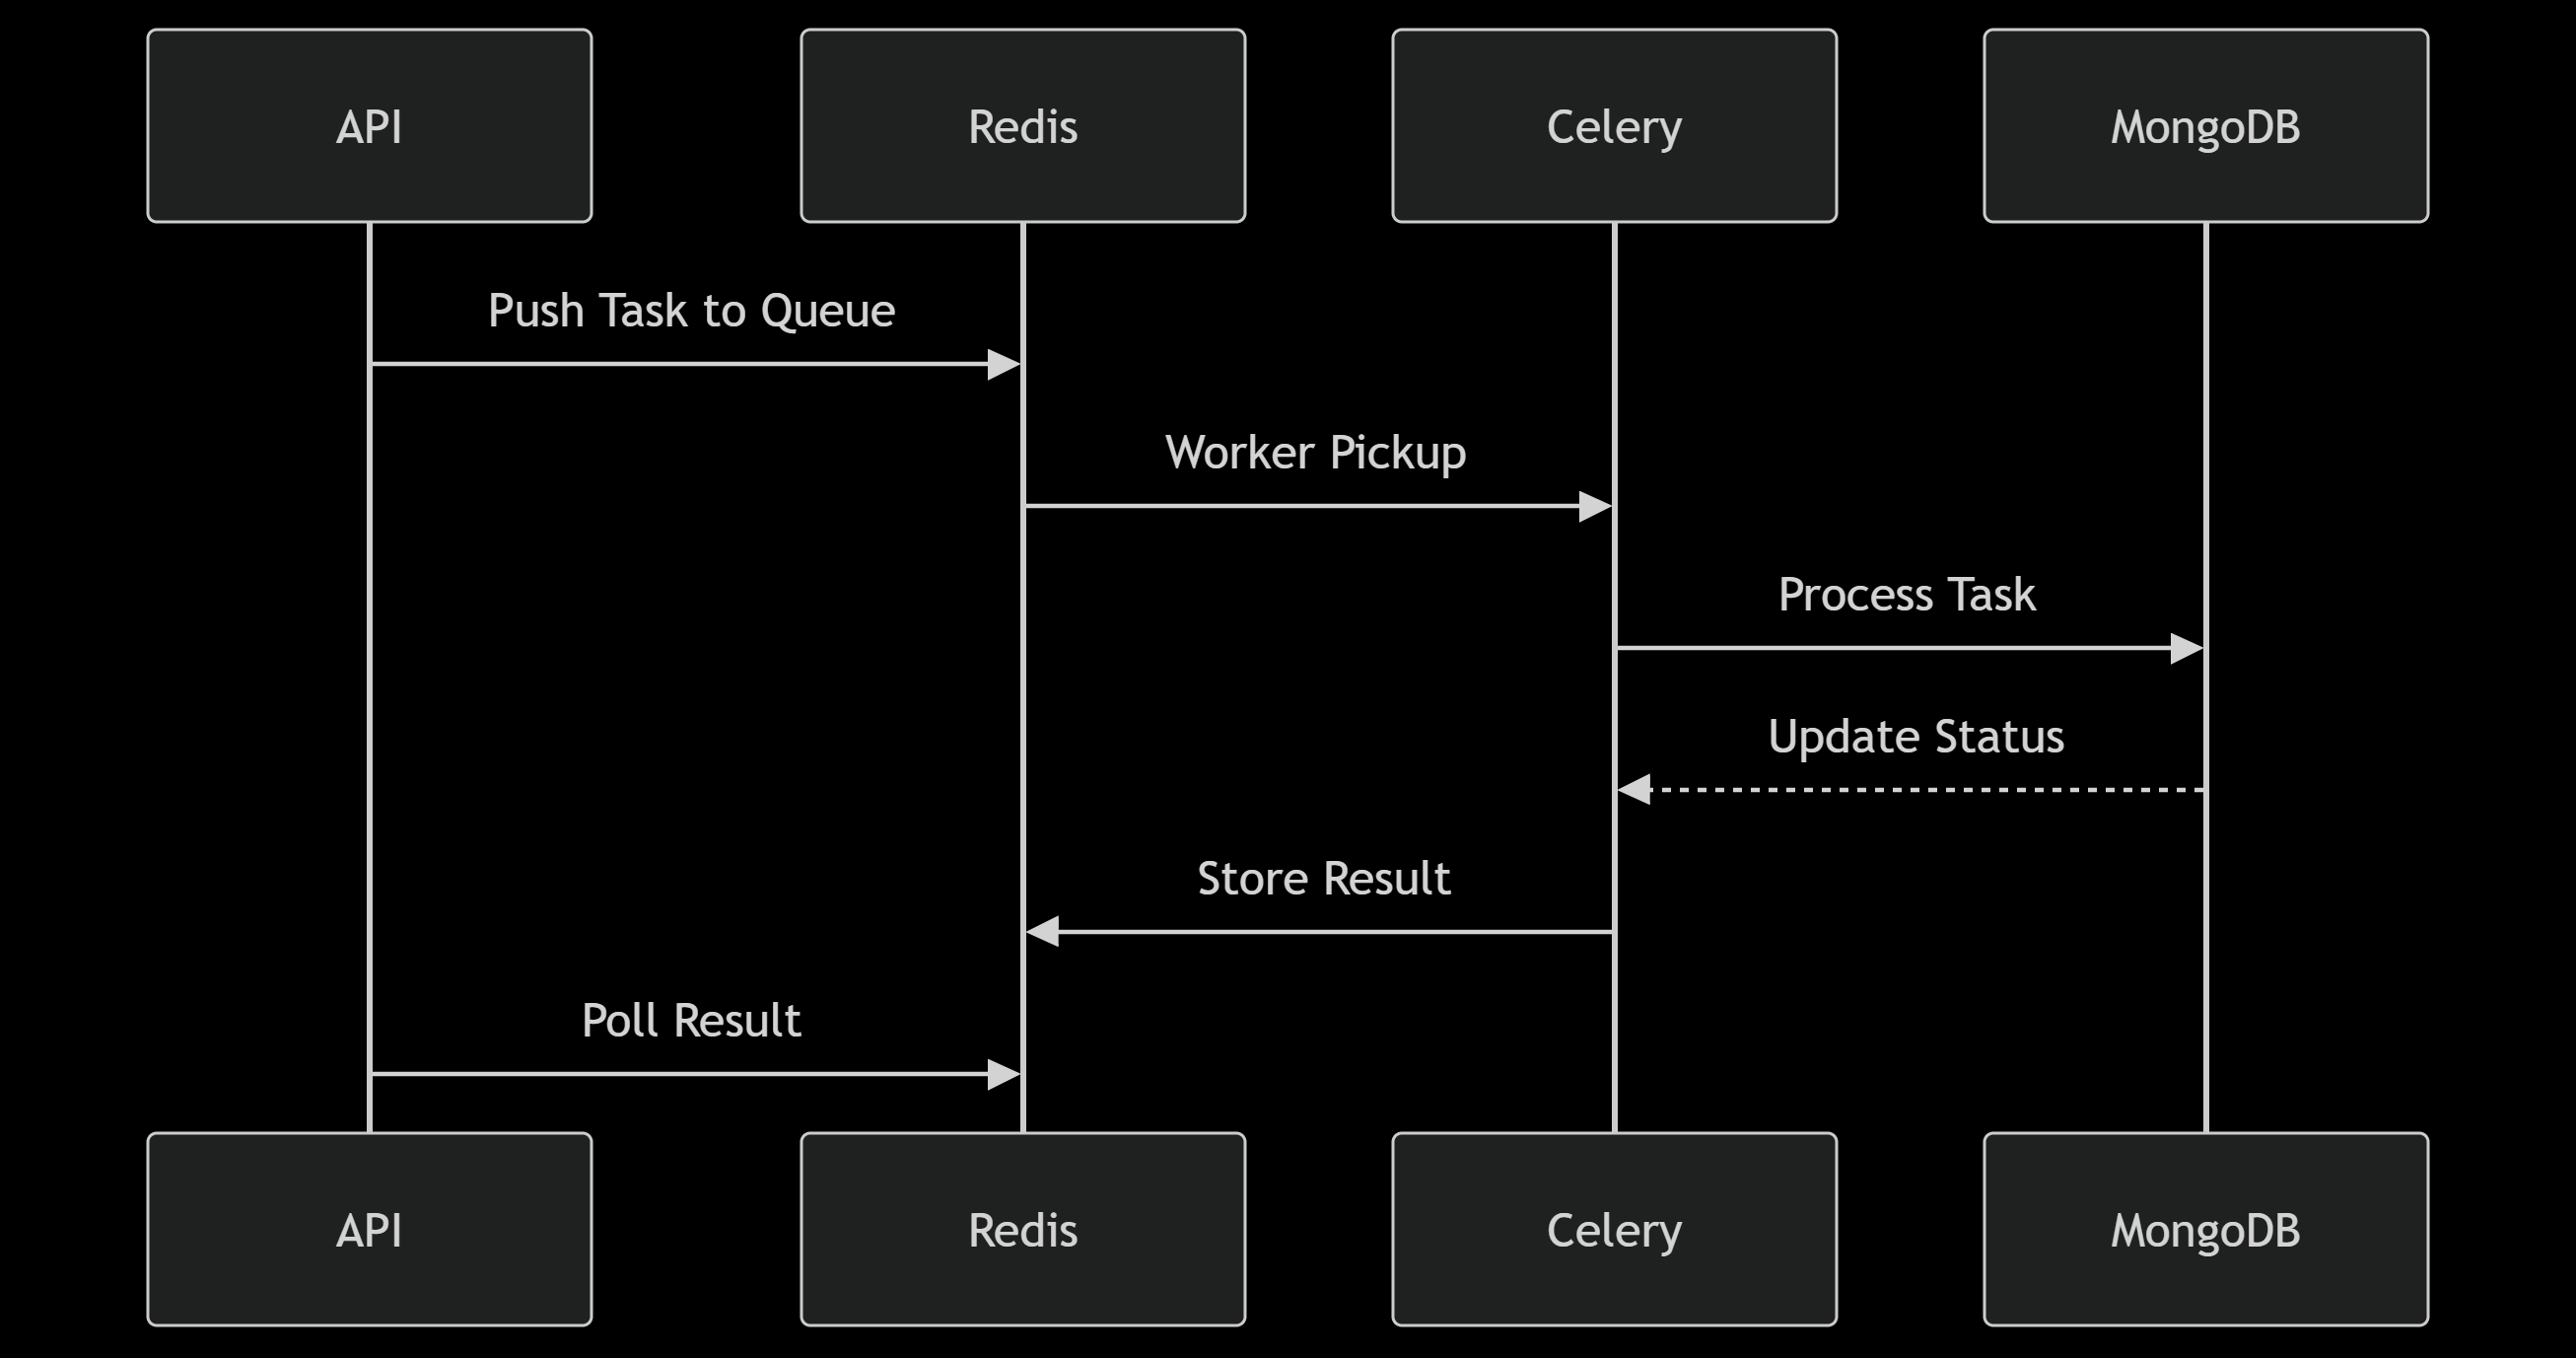 API
Redis
Celery
MongoDB
Push Task to Queue
Worker Pickup
Process Task
Update Status
Store Result
Poll Result
API
Redis
Celery
MongoDB